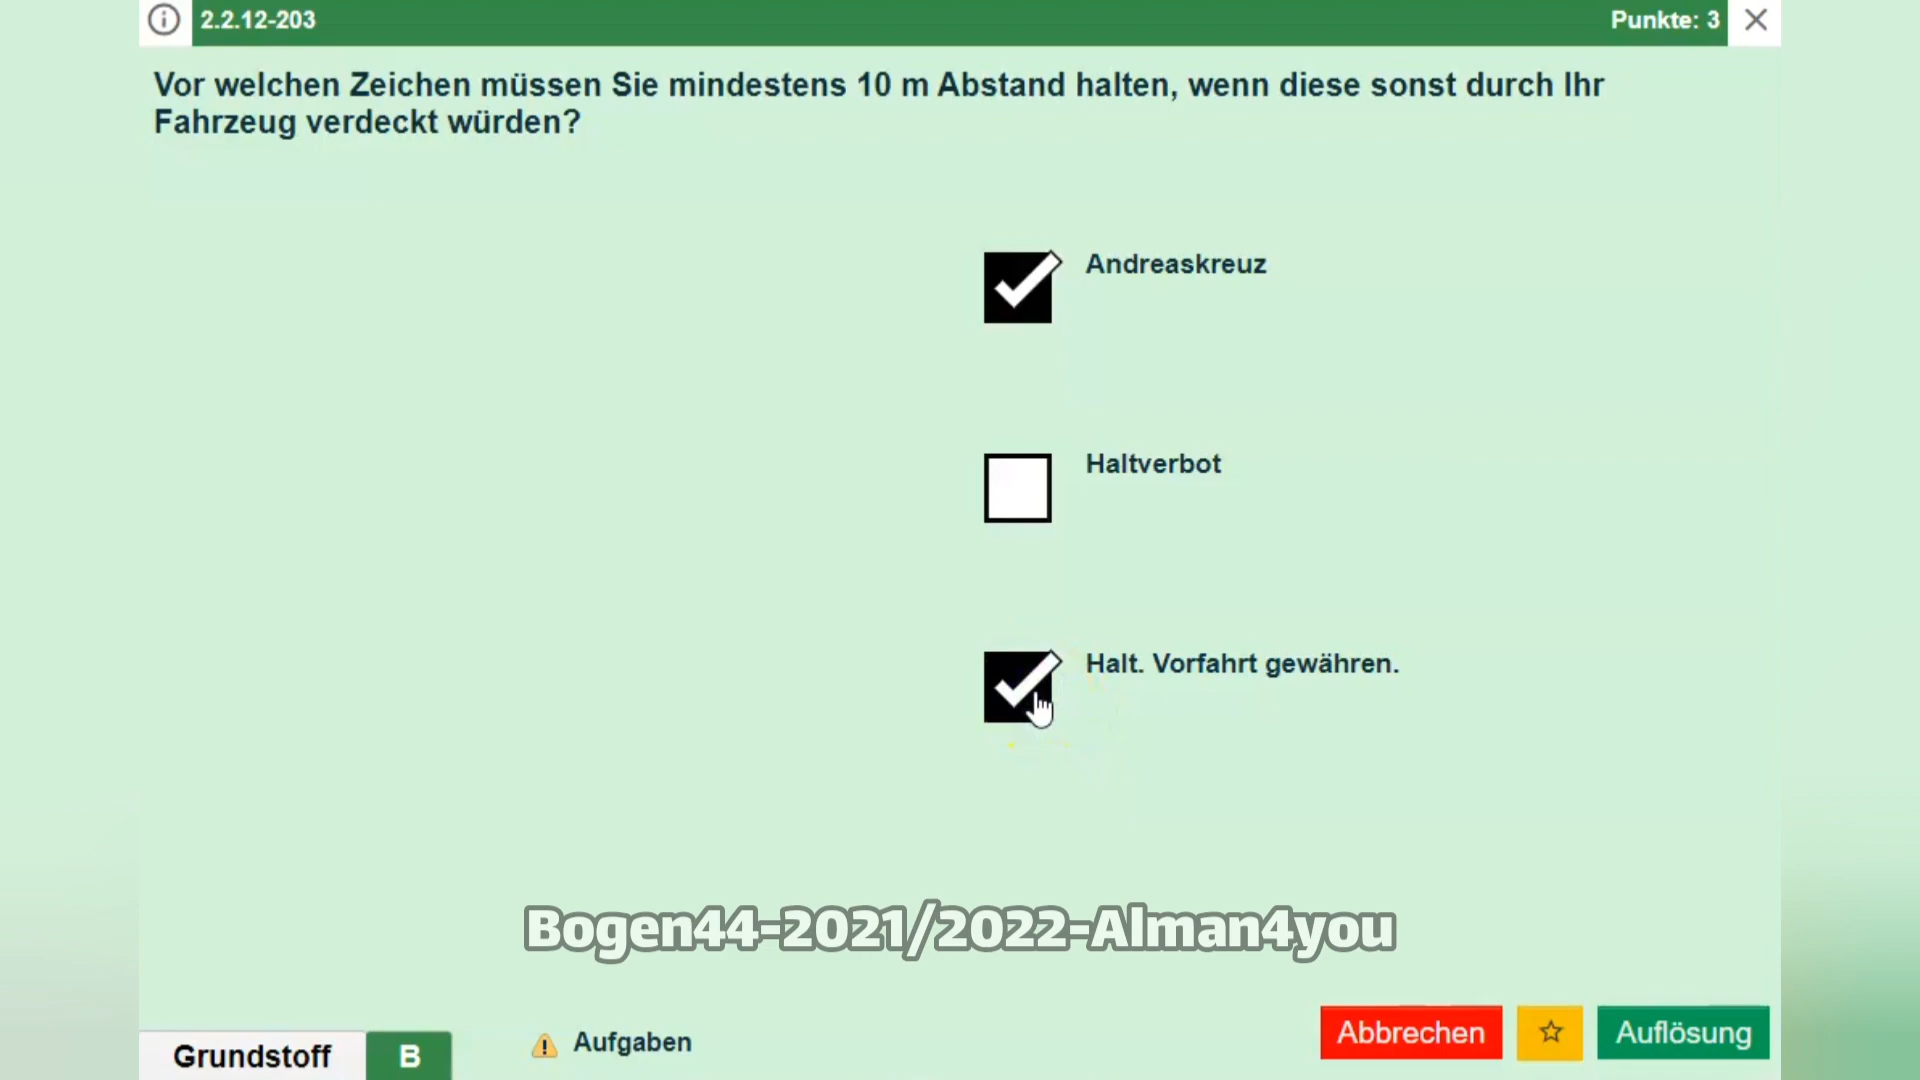 2.2.12-203
Punkte: 3
Vor welchen Zeichen müssen Sie mindestens 10 m Abstand halten, wenn diese sonst durch Ihr
Fahrzeug verdeckt würden?
Andreaskreuz
Haltverbot
Halt. Vorfahrt gewähren.
Bogen44-2021/2022-Alman4you
Grundstoff
B
Aufgaben
Abbrechen
Auflösung